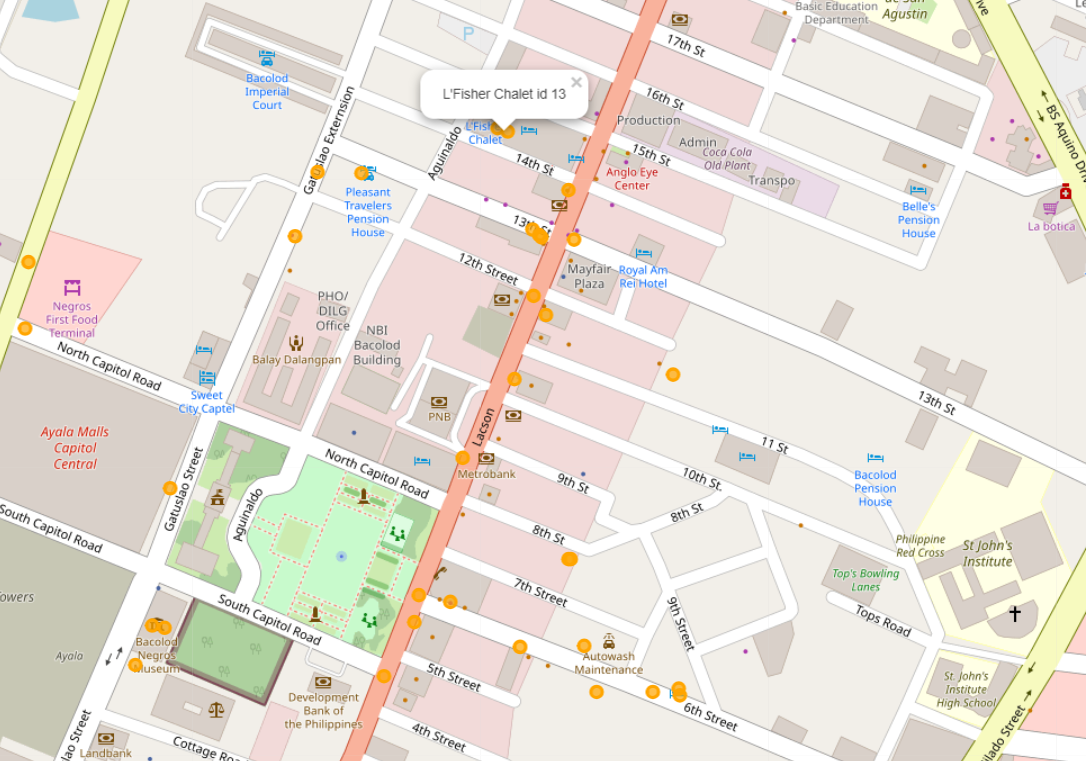 Basic Education
Department
San
Agustin
17th St
Bacolod
Imperial
Court
L'Fisher Chalet id 13
×
P
16th St
Production
BS Aquino Drive
Gatuslao Externsion
Aguinaldo
Chalet
14th St
15th St
Admin
Coca Cola
Old Plant
Transpo
Anglo Eye
Center
Pleasant
Travelers
Pension
House
Belle's
Pension
House
La botica
13th St
12th Street
Mayfair
Plaza
Royal Am
Rei Hotel
Negros
First Food
Terminal
PHO/
DILG
Office
NBI
Bacolod
Building
Balay Dalangpan
North Capitol Road
Sweet
City Captel
PNB
Lacson
13th St
Ayala Malls
Capitol
Central
Gatuslao Street
Aguinaldo
North Capitol Road
Metrobank
9th St
10th St.
11 St
Bacolod
Pension
House
8th St
8th St
South Capitol Road
Philippine
Red Cross
St John's
Institute
Top's Bowling
Lanes
Tops Road
7th Street
9th Street
South Capitol Road
owers
Ayala
Bacolod
Negros
Museum
Autowash
Maintenance
5th Street
6th Street
St. John's
Institute
High School
Development
Bank of
the Philippines
4th Street
Landbank
Cottage
lao Street
ilado Street